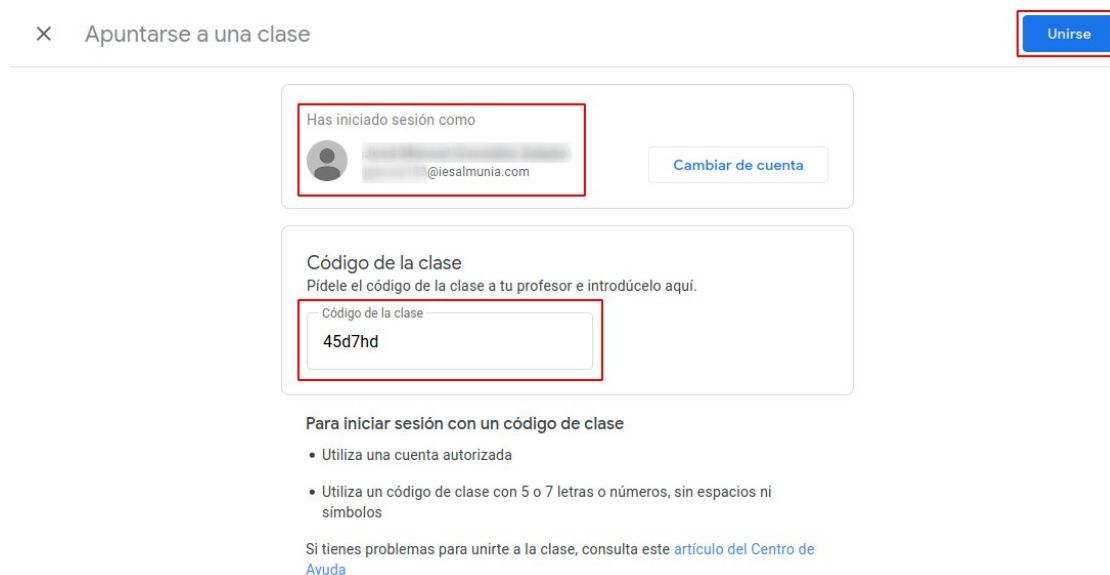 Apuntarse a una clase
Unirse
Has iniciado sesión como
@iesalmunia.com
Cambiar de cuenta
Código de la clase
Pídele el código de la clase a tu profesor e introdúcelo aquí.
Código de la clase
45d7hd
Para iniciar sesión con un código de clase
• Utiliza una cuenta autorizada
• Utiliza un código de clase con 5 o 7 letras o números, sin espacios ni
símbolos
Si tienes problemas para unirte a la clase, consulta este artículo del Centro de
Ayuda